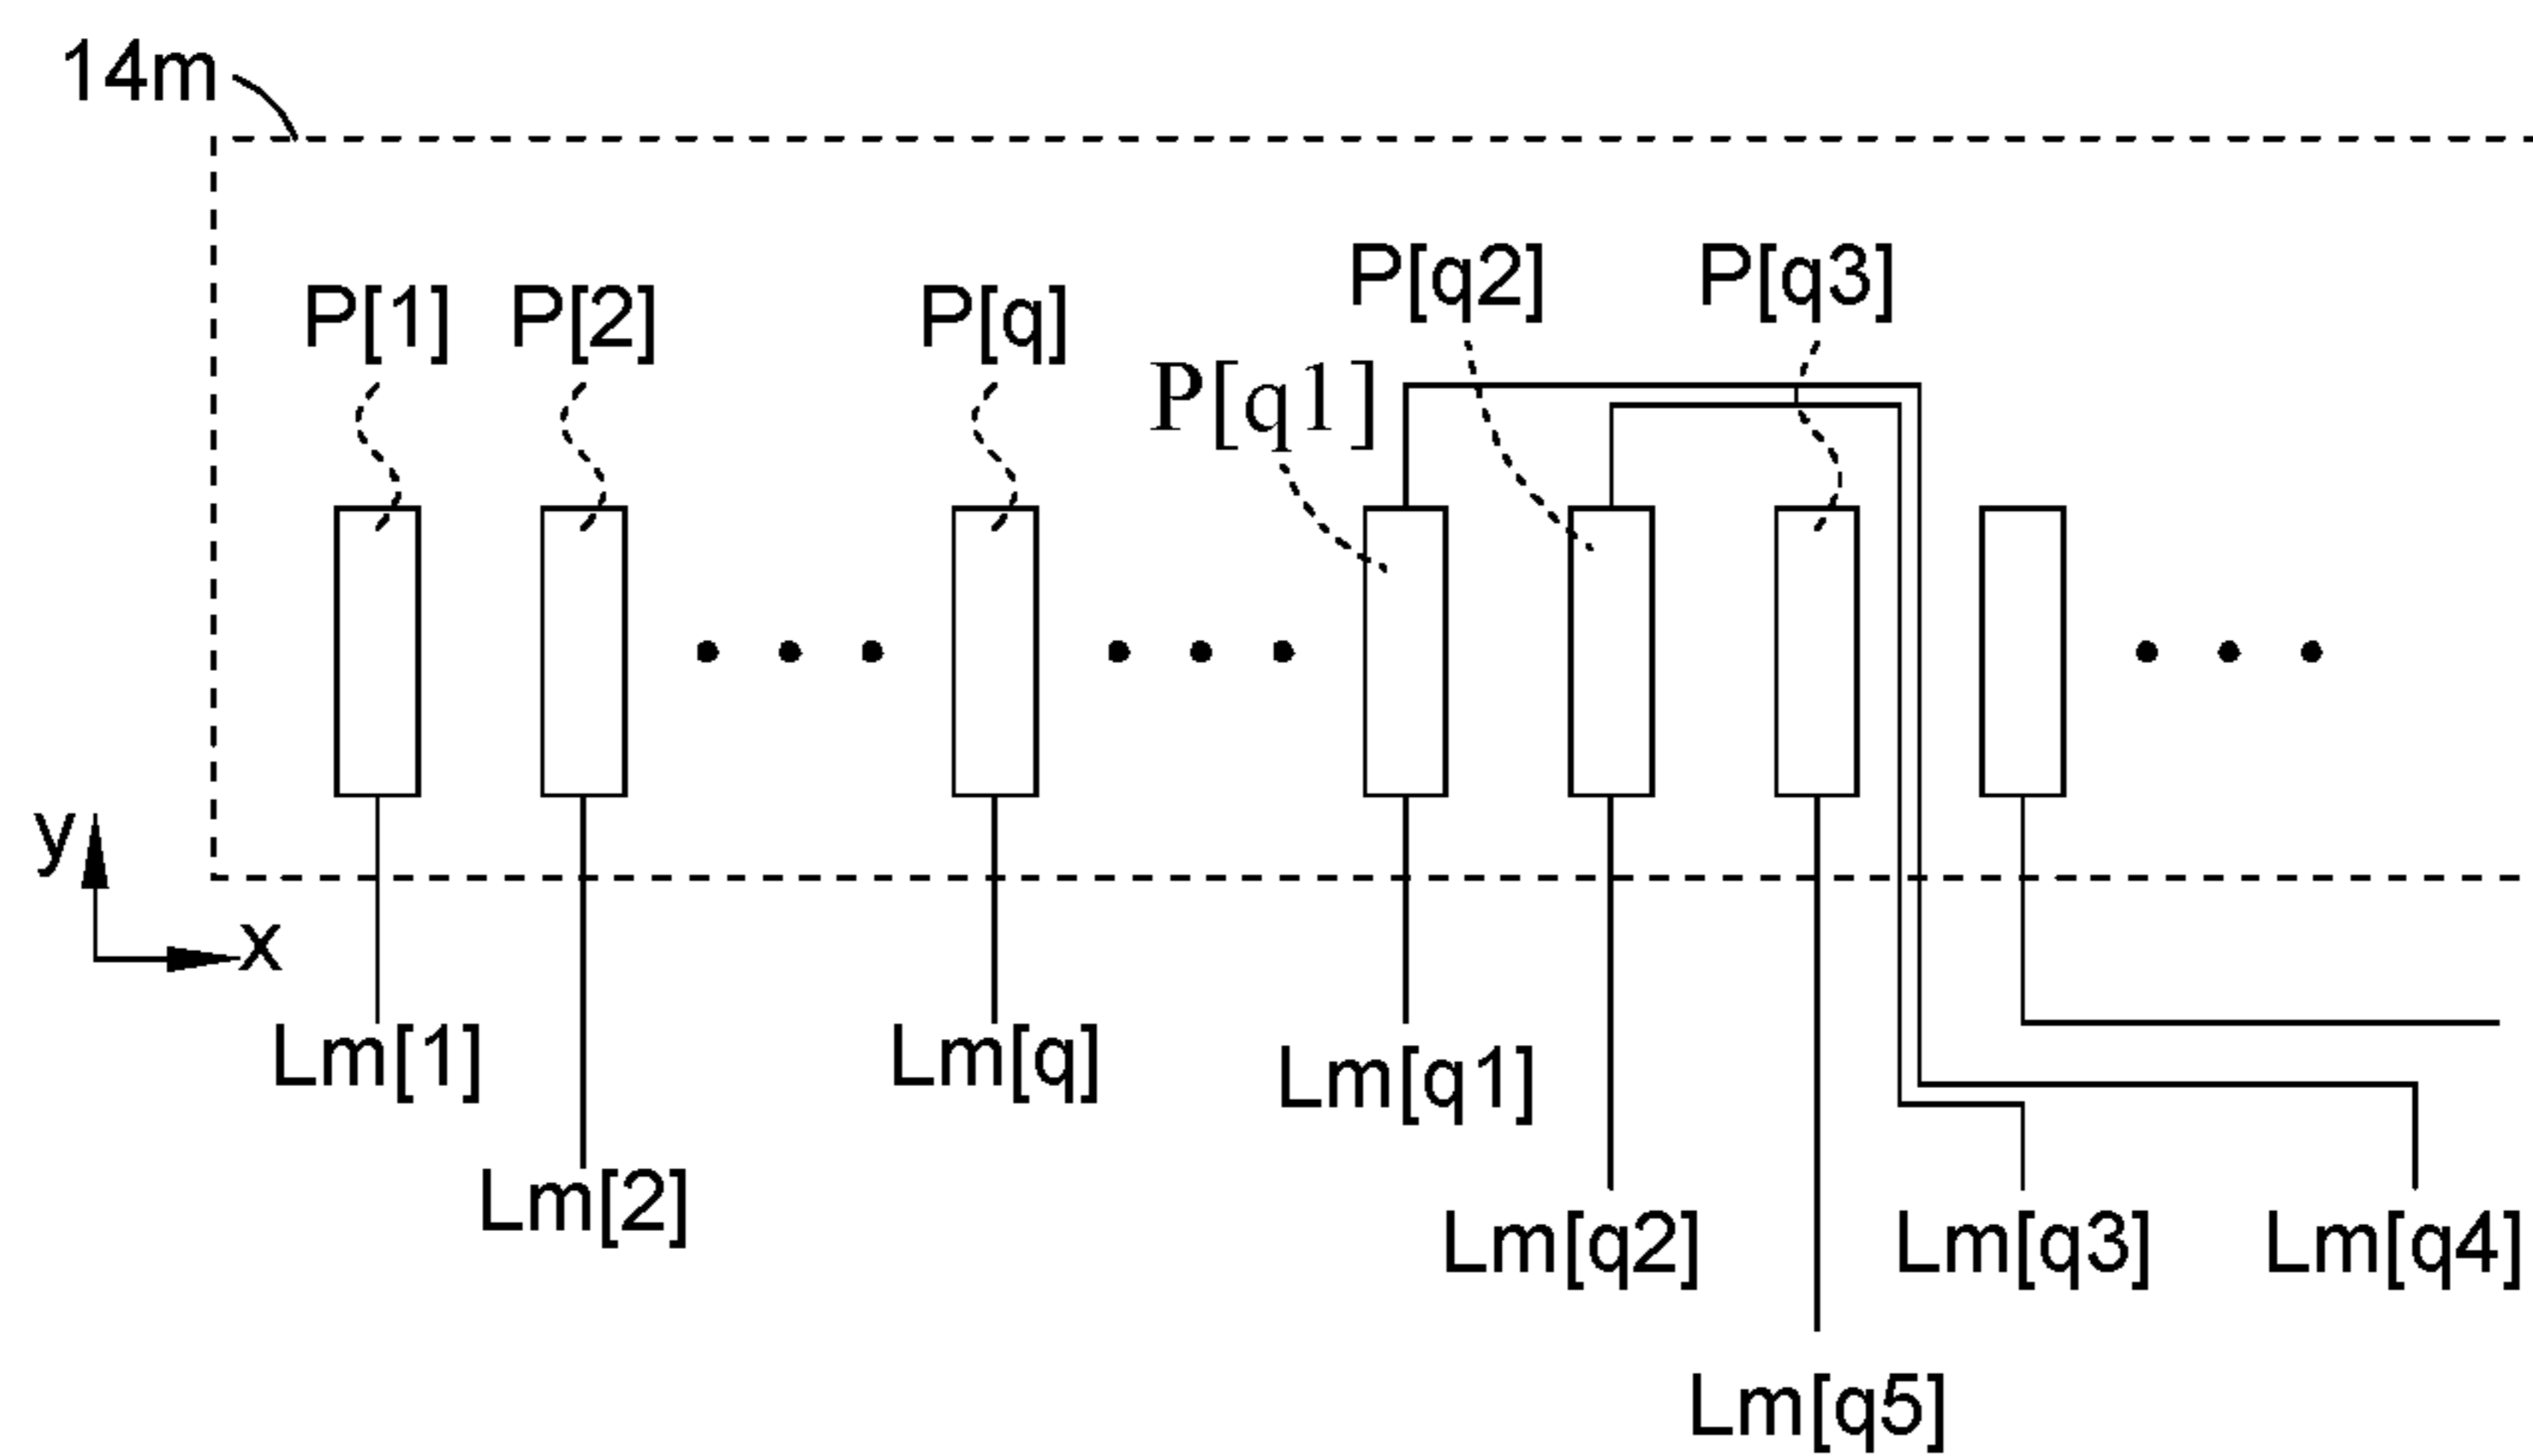 14m
P[q2] P[q3]
P[1] P[2] P[q]
P[q1]
y
x
Lm[1] Lm[q] Lm[q1]
Lm[2] Lm[q2] Lm[q3] Lm[q4]
Lm[q5]